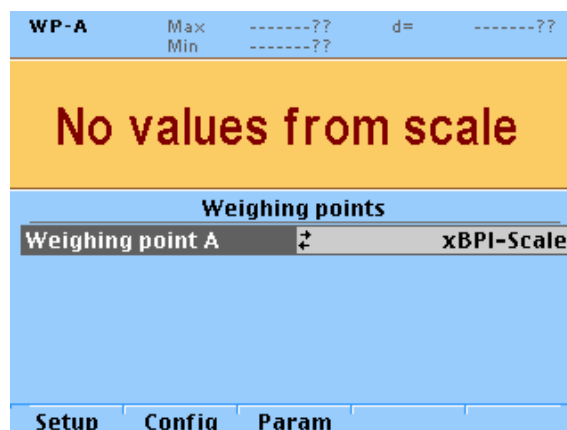 WP-A Max -------?? d= -------??
Min -------??
No values from scale
Weighing points
Weighing point A xBPI-Scale
Setup Config Param